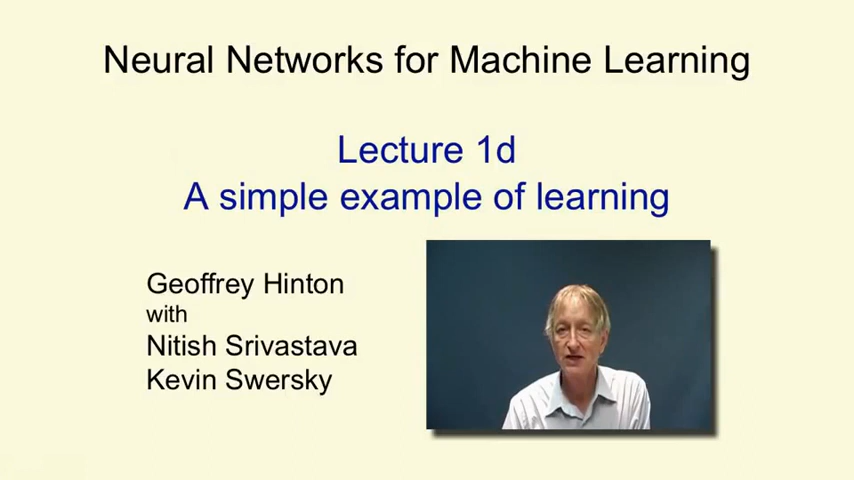 Neural Networks for Machine Learning
Lecture 1d
A simple example of learning
Geoffrey Hinton
with
Nitish Srivastava
Kevin Swersky